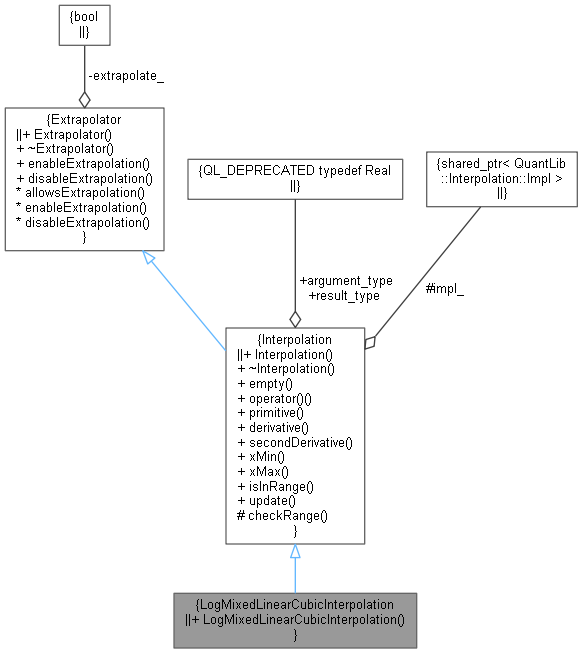 {bool
||}
-extrapolate_
{Extrapolator
||+ Extrapolator()
+ ~Extrapolator()
+ enableExtrapolation()
+ disableExtrapolation()
* allowsExtrapolation()
* enableExtrapolation()
* disableExtrapolation()
}
{QL_DEPRECATED typedef Real
||}
{shared_ptr< QuantLib
::Interpolation::Impl >
||}
+argument_type
+result_type
#impl_
{Interpolation
||+ Interpolation()
+ ~Interpolation()
+ empty()
+ operator()()
+ primitive()
+ derivative()
+ secondDerivative()
+ xMin()
+ xMax()
+ isInRange()
+ update()
# checkRange()
}
{LogMixedLinearCubicInterpolation
||+ LogMixedLinearCubicInterpolation()
}